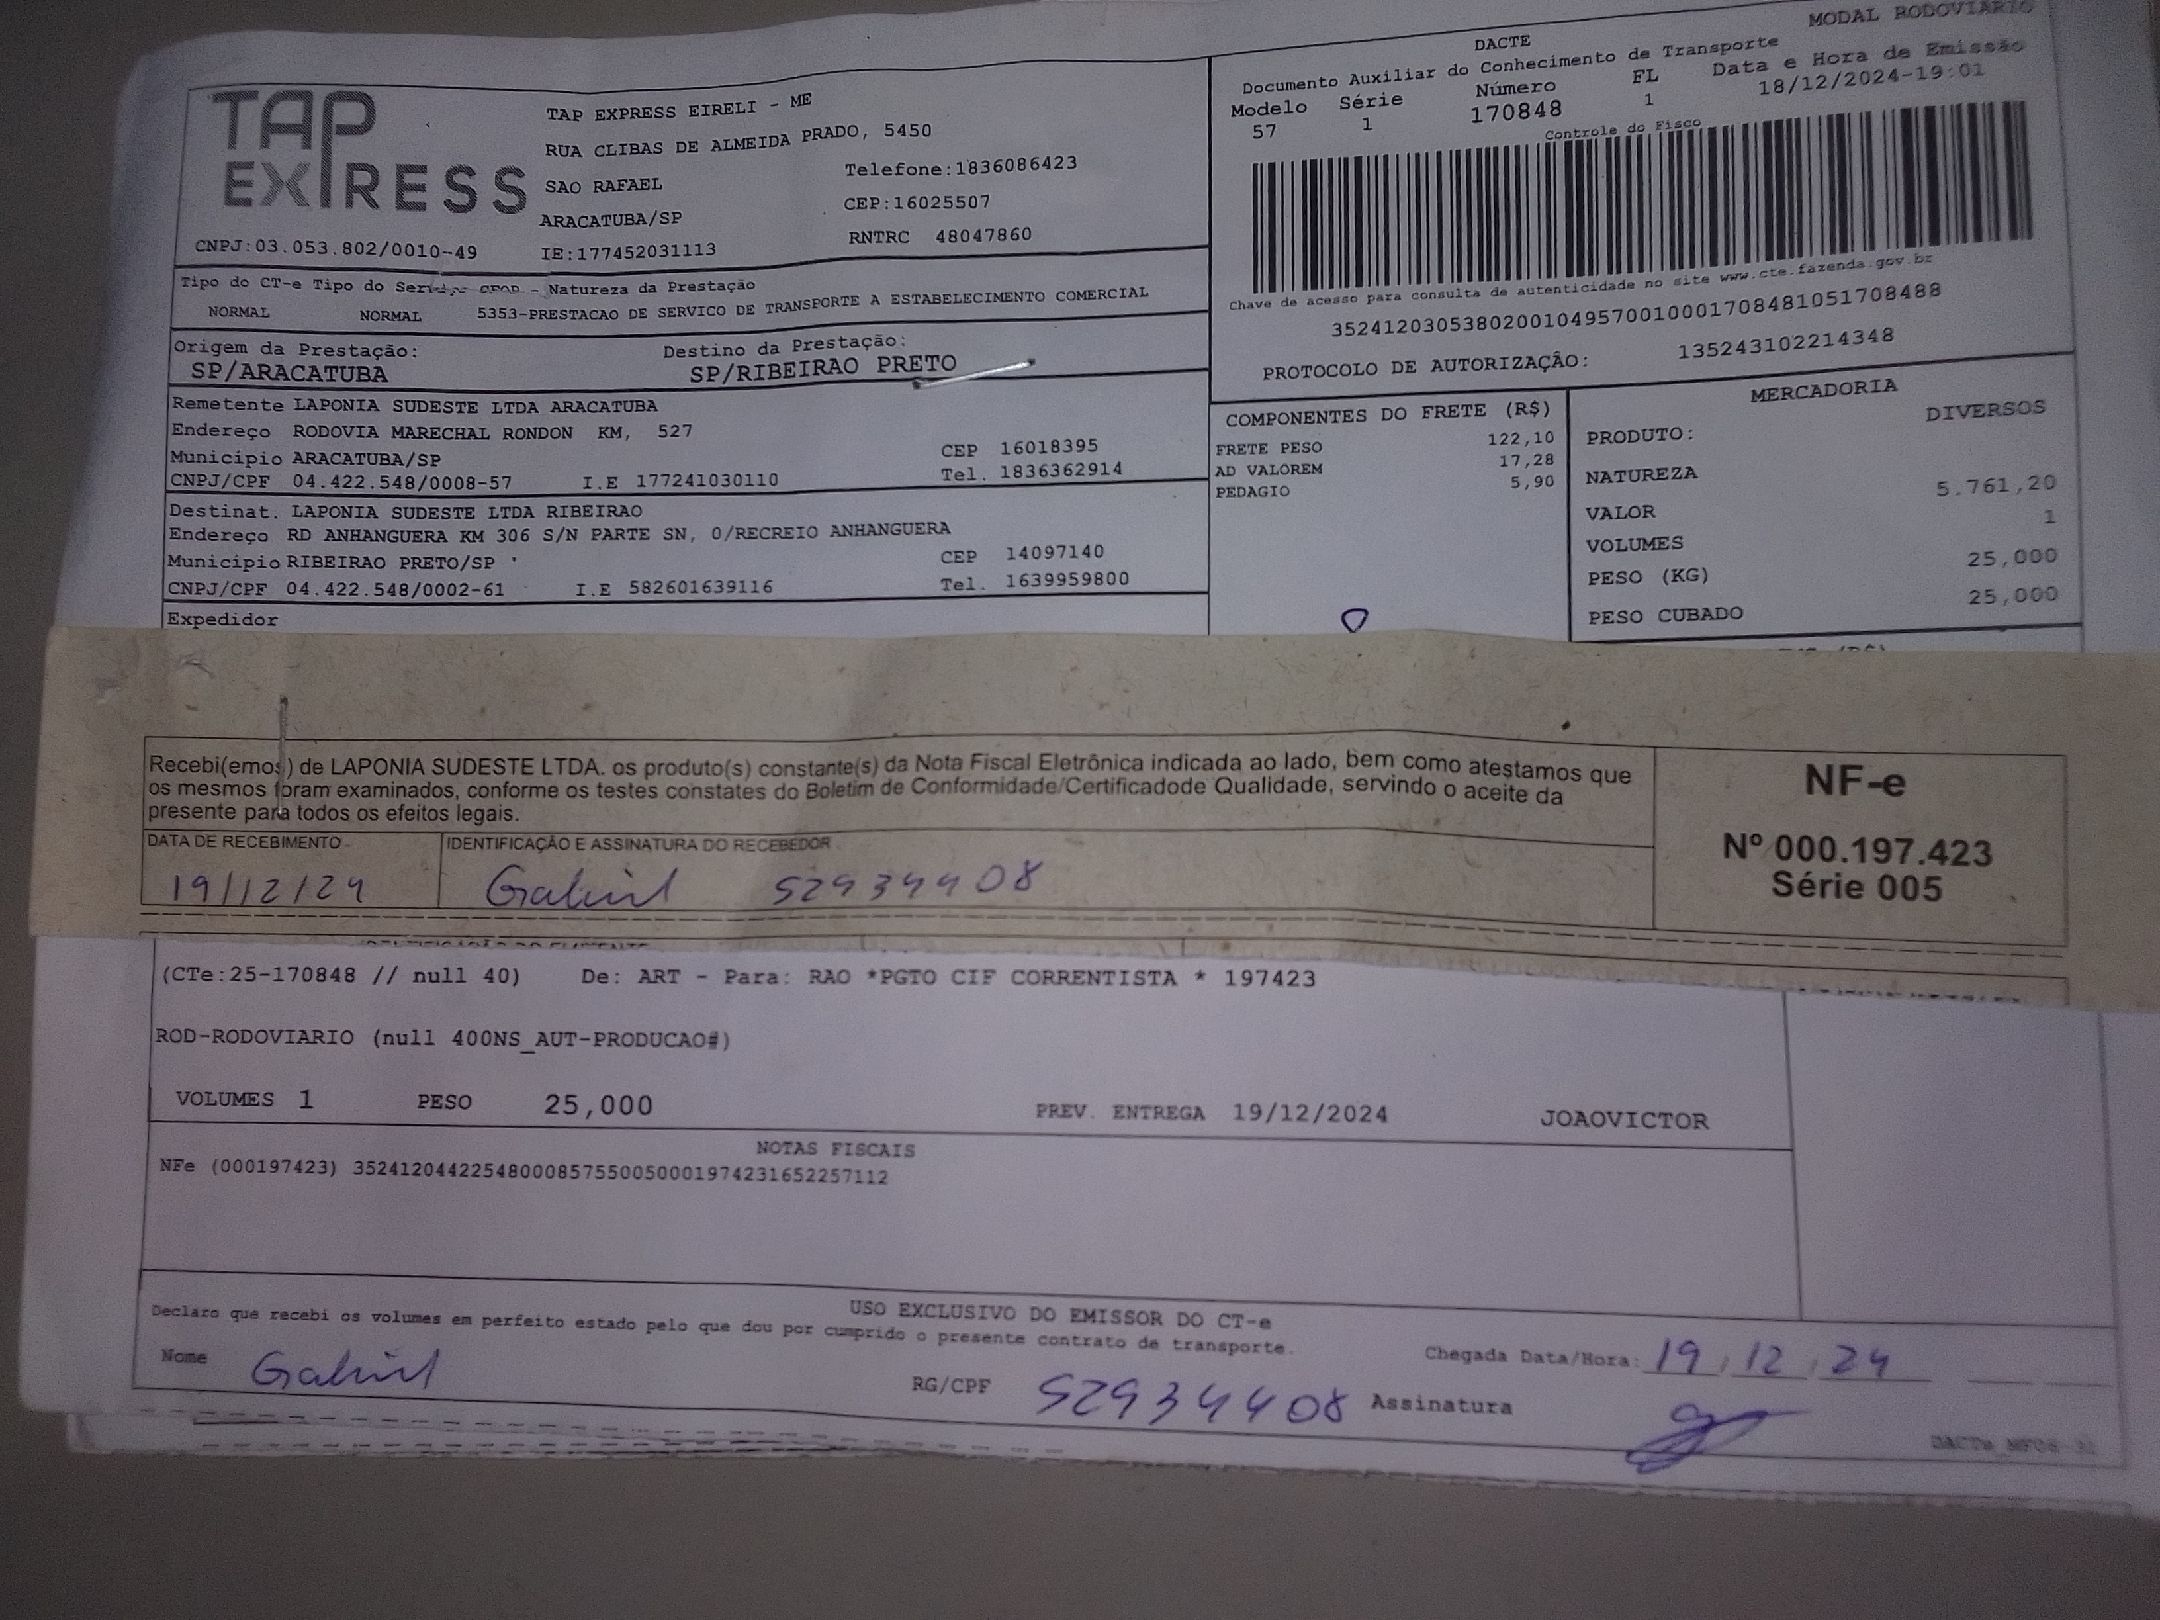 TAP EXPRESS
TAP EXPRESS EIRELI - ME
RUA CLIBAS DE ALMEIDA PRADO, 5450
SAO RAFAEL Telefone:1836086423
ARACATUBA/SP CEP:16025507
CNPJ:03.053.802/0010-49 IE:177452031113 RNTRC 48047860
MODAL RODOVIARIO
DACTE
Documento Auxiliar do Conhecimento de Transporte
Modelo Série Número FL Data e Hora de Emissão
57 1 170848 1 18/12/2024-19:01
Controle do Fisco
Chave de acesso para consulta de autenticidade no site www.cte.fazenda.gov.br
35241203053802001049570010001708481051708488
PROTOCOLO DE AUTORIZAÇÃO: 135243102214348
Tipo do CT-e Tipo do Serviço CFOP - Natureza da Prestação
NORMAL NORMAL 5353-PRESTACAO DE SERVICO DE TRANSPORTE A ESTABELECIMENTO COMERCIAL
Origem da Prestação: Destino da Prestação:
SP/ARACATUBA SP/RIBEIRAO PRETO
Remetente LAPONIA SUDESTE LTDA ARACATUBA
Endereço RODOVIA MARECHAL RONDON KM, 527
Municipio ARACATUBA/SP CEP 16018395
CNPJ/CPF 04.422.548/0008-57 I.E 177241030110 Tel. 1836362914
Destinat. LAPONIA SUDESTE LTDA RIBEIRAO
Endereço RD ANHANGUERA KM 306 S/N PARTE SN, 0/RECREIO ANHANGUERA
Municipio RIBEIRAO PRETO/SP CEP 14097140
CNPJ/CPF 04.422.548/0002-61 I.E 582601639116 Tel. 1639959800
Expedidor
COMPONENTES DO FRETE (R$)
FRETE PESO 122,10
AD VALOREM 17,28
PEDAGIO 5,90
MERCADORIA
PRODUTO: DIVERSOS
NATUREZA
VALOR 5.761,20
VOLUMES 1
PESO (KG) 25,000
PESO CUBADO 25,000
Recebi(emos) de LAPONIA SUDESTE LTDA. os produto(s) constante(s) da Nota Fiscal Eletrônica indicada ao lado, bem como atestamos que
os mesmos foram examinados, conforme os testes constates do Boletim de Conformidade/Certificadode Qualidade, servindo o aceite da
presente para todos os efeitos legais.
DATA DE RECEBIMENTO IDENTIFICAÇÃO E ASSINATURA DO RECEBEDOR
19/12/24 Gabriel 52934408
NF-e
Nº 000.197.423
Série 005
(CTe:25-170848 // null 40) De: ART - Para: RAO *PGTO CIF CORRENTISTA * 197423
ROD-RODOVIARIO (null 400NS_AUT-PRODUCAO#)
VOLUMES 1 PESO 25,000 PREV. ENTREGA 19/12/2024 JOAOVICTOR
NOTAS FISCAIS
NFe (000197423) 35241204422548000857550050001974231652257112
USO EXCLUSIVO DO EMISSOR DO CT-e
Declaro que recebi os volumes em perfeito estado pelo que dou por cumprido o presente contrato de transporte.
Nome Gabriel RG/CPF 52934408 Assinatura
Chegada Data/Hora: 19/12/24